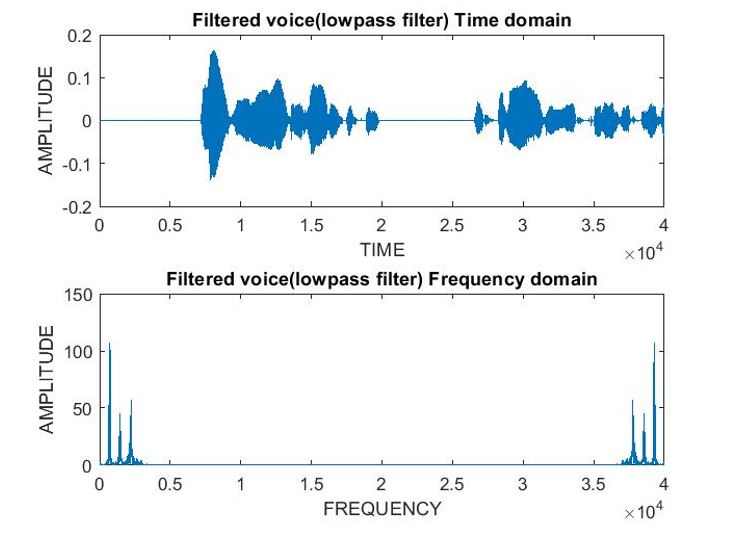 Filtered voice(lowpass filter) Time domain
0.2
0.1
0
-0.1
-0.2
AMPLITUDE
0 0.5 1 1.5 2 2.5 3 3.5 4
TIME
×10⁴
Filtered voice(lowpass filter) Frequency domain
150
100
50
0
AMPLITUDE
0 0.5 1 1.5 2 2.5 3 3.5 4
FREQUENCY
×10⁴